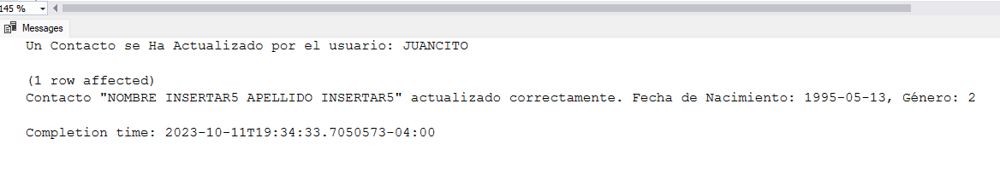 145 %
Messages
Un Contacto se Ha Actualizado por el usuario: JUANCITO
(1 row affected)
Contacto "NOMBRE INSERTAR5 APELLIDO INSERTAR5" actualizado correctamente. Fecha de Nacimiento: 1995-05-13, Género: 2
Completion time: 2023-10-11T19:34:33.7050573-04:00